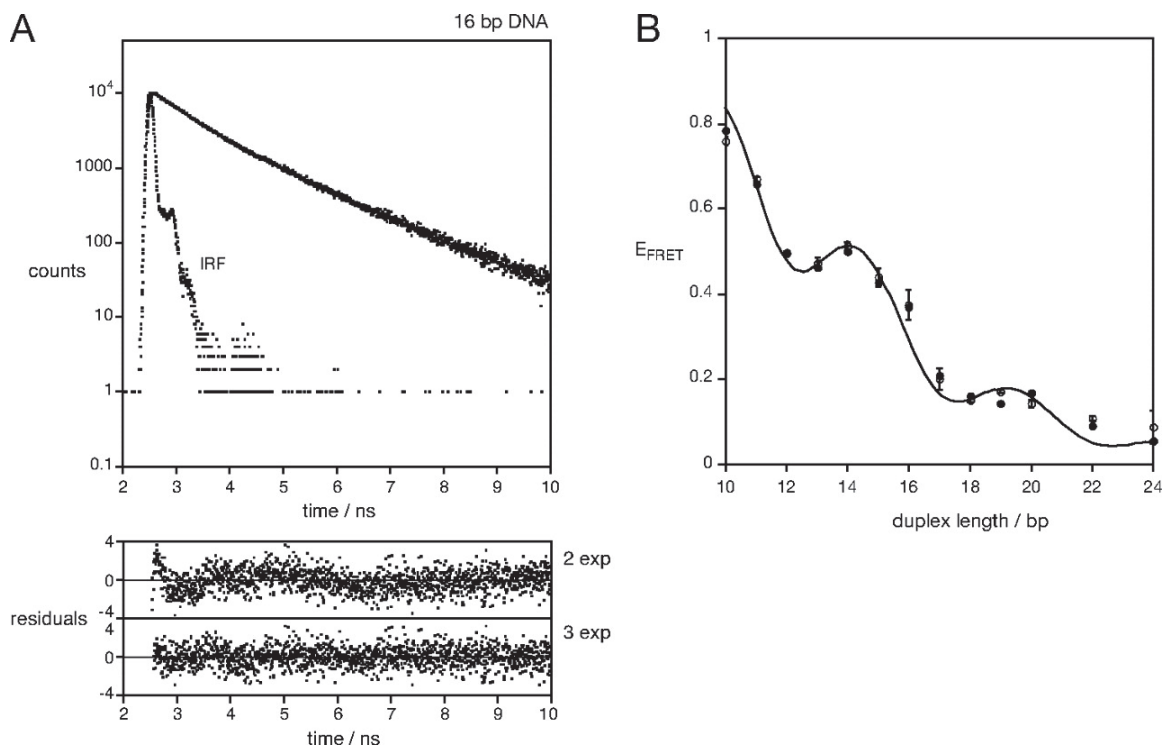 A
16 bp DNA
10⁴
1000
100
counts
10
1
0.1
IRF
2 3 4 5 6 7 8 9 10
time / ns
4
0
-4
4
0
-4
residuals
2 exp
3 exp
2 3 4 5 6 7 8 9 10
time / ns
B
1
0.8
0.6
E_FRET
0.4
0.2
0
10 12 14 16 18 20 22 24
duplex length / bp